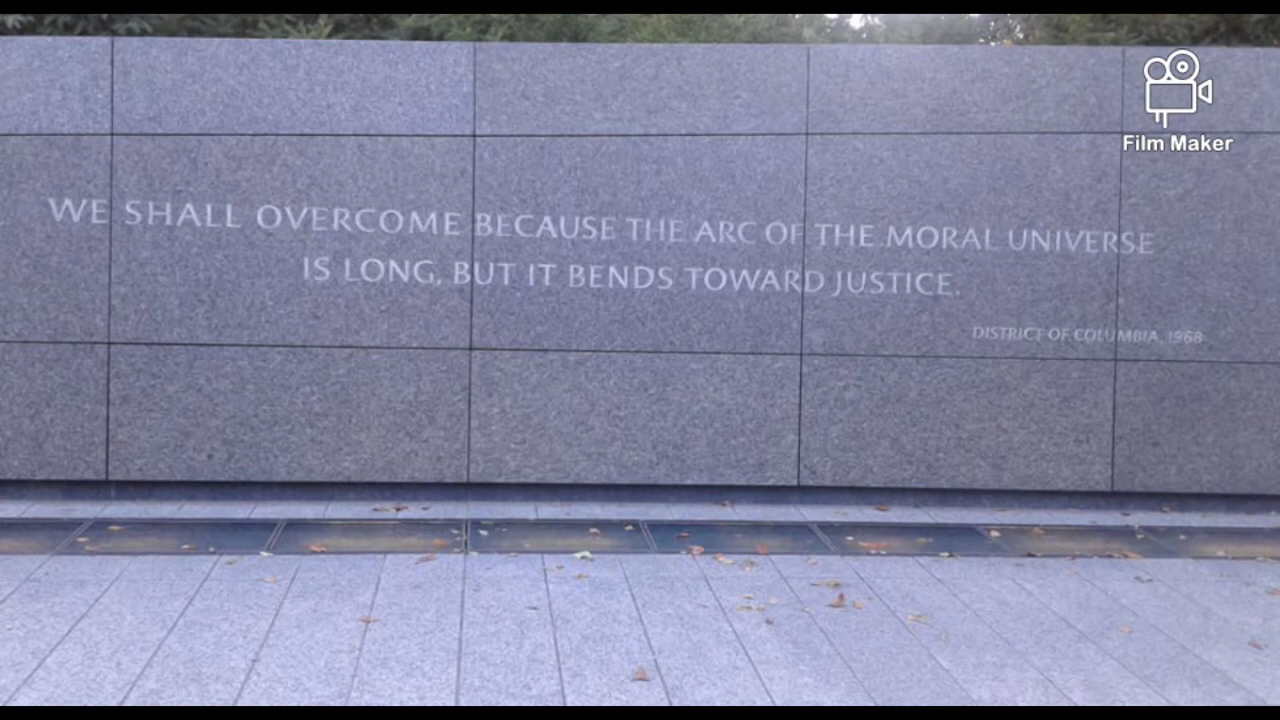 Film Maker
WE SHALL OVERCOME BECAUSE THE ARC OF THE MORAL UNIVERSE
IS LONG, BUT IT BENDS TOWARD JUSTICE.
DISTRICT OF COLUMBIA, 1968